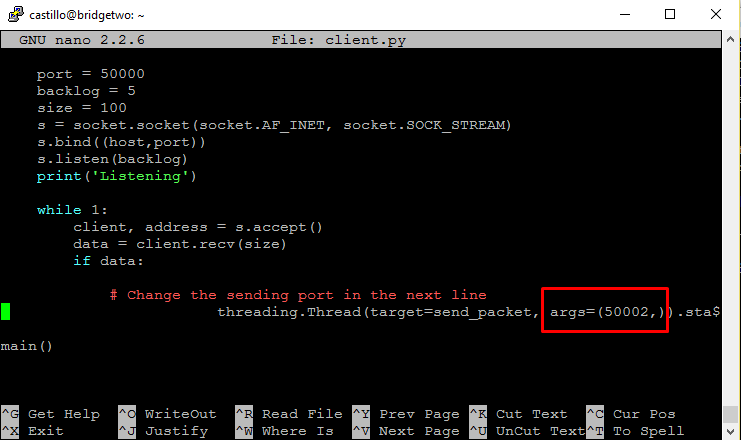 castillo@bridgetwo: ~
GNU nano 2.2.6 File: client.py
port = 50000
backlog = 5
size = 100
s = socket.socket(socket.AF_INET, socket.SOCK_STREAM)
s.bind((host,port))
s.listen(backlog)
print('Listening')
while 1:
client, address = s.accept()
data = client.recv(size)
if data:
# Change the sending port in the next line
threading.Thread(target=send_packet, args=(50002,)).sta$
main()
^G Get Help ^O WriteOut ^R Read File ^Y Prev Page ^K Cut Text ^C Cur Pos
^X Exit ^J Justify ^W Where Is ^V Next Page ^U UnCut Text ^T To Spell